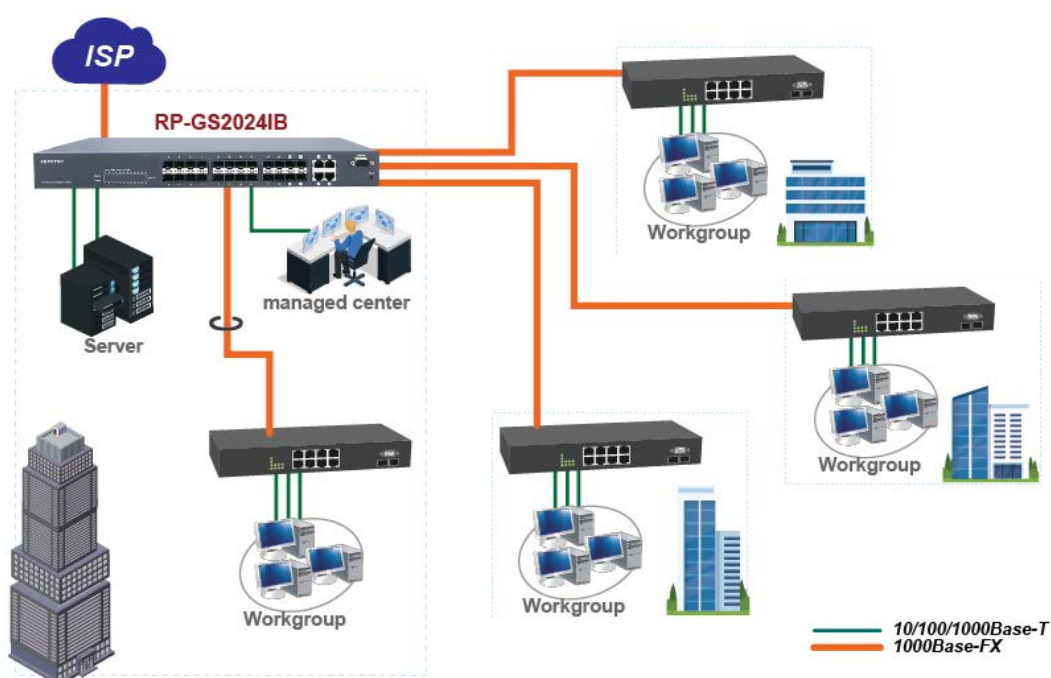 ISP
RP-GS2024IB
Workgroup
managed center
Server
Workgroup
Workgroup
Workgroup
10/100/1000Base-T
1000Base-FX